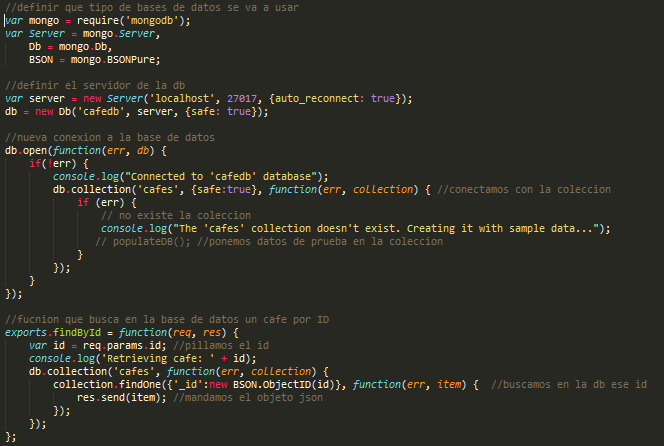 //definir que tipo de bases de datos se va a usar
var mongo = require('mongodb');
var Server = mongo.Server,
    Db = mongo.Db,
    BSON = mongo.BSONPure;

//definir el servidor de la db
var server = new Server('localhost', 27017, {auto_reconnect: true});
db = new Db('cafedb', server, {safe: true});

//nueva conexion a la base de datos
db.open(function(err, db) {
    if(!err) {
        console.log("Connected to 'cafedb' database");
        db.collection('cafes', {safe:true}, function(err, collection) { //conectamos con la coleccion
            if (err) {
                // no existe la coleccion
                console.log("The 'cafes' collection doesn't exist. Creating it with sample data...");
               // populateDB(); //ponemos datos de prueba en la coleccion
            }
        });
    }
});

//fucnion que busca en la base de datos un cafe por ID
exports.findById = function(req, res) {
    var id = req.params.id; //pillamos el id
    console.log('Retrieving cafe: ' + id);
    db.collection('cafes', function(err, collection) {
        collection.findOne({'_id':new BSON.ObjectID(id)}, function(err, item) {  //buscamos en la db ese id
            res.send(item); //mandamos el objeto json
        });
    });
};